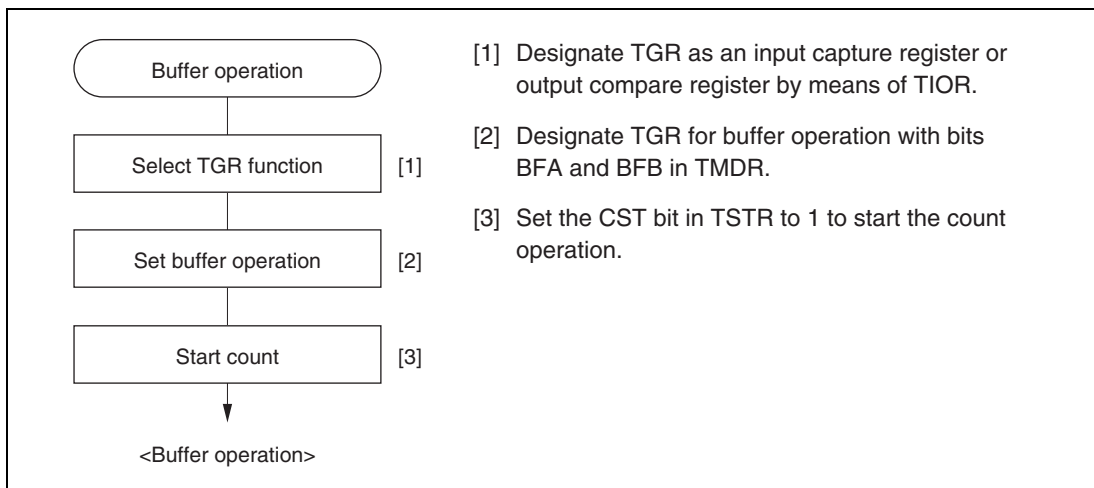 Buffer operation
Select TGR function [1]
Set buffer operation [2]
Start count [3]
<Buffer operation>
[1] Designate TGR as an input capture register or
output compare register by means of TIOR.
[2] Designate TGR for buffer operation with bits
BFA and BFB in TMDR.
[3] Set the CST bit in TSTR to 1 to start the count
operation.